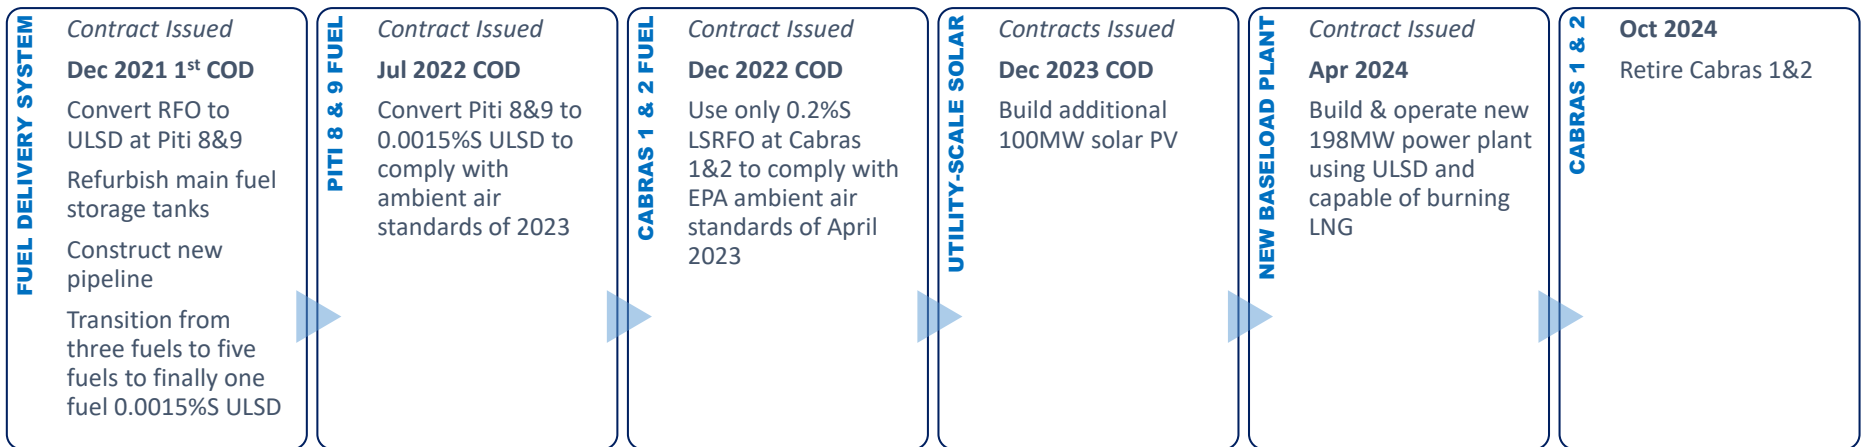 FUEL DELIVERY SYSTEM
Contract Issued
Dec 2021 1st COD
Convert RFO to
ULSD at Piti 8&9
Refurbish main fuel
storage tanks
Construct new
pipeline
Transition from
three fuels to five
fuels to finally one
fuel 0.0015%S ULSD
PITI 8 & 9 FUEL
Contract Issued
Jul 2022 COD
Convert Piti 8&9 to
0.0015%S ULSD to
comply with
ambient air
standards of 2023
CABRAS 1 & 2 FUEL
Contract Issued
Dec 2022 COD
Use only 0.2%S
LSRFO at Cabras
1&2 to comply with
EPA ambient air
standards of April
2023
UTILITY-SCALE SOLAR
Contracts Issued
Dec 2023 COD
Build additional
100MW solar PV
NEW BASELOAD PLANT
Contract Issued
Apr 2024
Build & operate new
198MW power plant
using ULSD and
capable of burning
LNG
CABRAS 1 & 2
Oct 2024
Retire Cabras 1&2